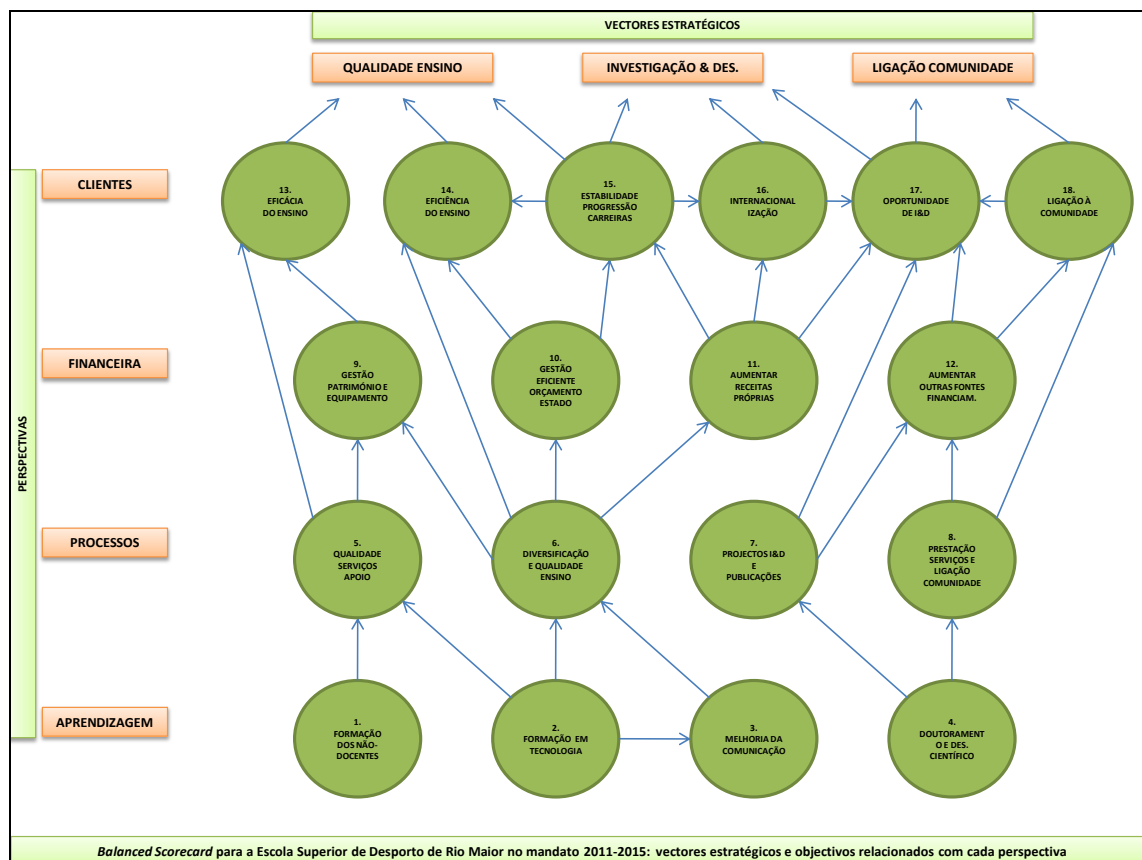 VECTORES ESTRATÉGICOS
QUALIDADE ENSINO
INVESTIGAÇÃO & DES.
LIGAÇÃO COMUNIDADE
PERSPECTIVAS
CLIENTES
13.
EFICÁCIA
DO ENSINO
14.
EFICIÊNCIA
DO ENSINO
15.
ESTABILIDADE
PROGRESSÃO
CARREIRAS
16.
INTERNACIONAL
IZAÇÃO
17.
OPORTUNIDADE
DE I&D
18.
LIGAÇÃO À
COMUNIDADE
FINANCEIRA
9.
GESTÃO
PATRIMÓNIO E
EQUIPAMENTO
10.
GESTÃO
EFICIENTE
ORÇAMENTO
ESTADO
11.
AUMENTAR
RECEITAS
PRÓPRIAS
12.
AUMENTAR
OUTRAS FONTES
FINANCIAM.
PROCESSOS
5.
QUALIDADE
SERVIÇOS
APOIO
6.
DIVERSIFICAÇÃO
E QUALIDADE
ENSINO
7.
PROJECTOS I&D
E
PUBLICAÇÕES
8.
PRESTAÇÃO
SERVIÇOS E
LIGAÇÃO
COMUNIDADE
APRENDIZAGEM
1.
FORMAÇÃO
DOS NÃO-
DOCENTES
2.
FORMAÇÃO EM
TECNOLOGIA
3.
MELHORIA DA
COMUNICAÇÃO
4.
DOUTORAMENT
O E DES.
CIENTÍFICO
Balanced Scorecard para a Escola Superior de Desporto de Rio Maior no mandato 2011-2015: vectores estratégicos e objectivos relacionados com cada perspectiva